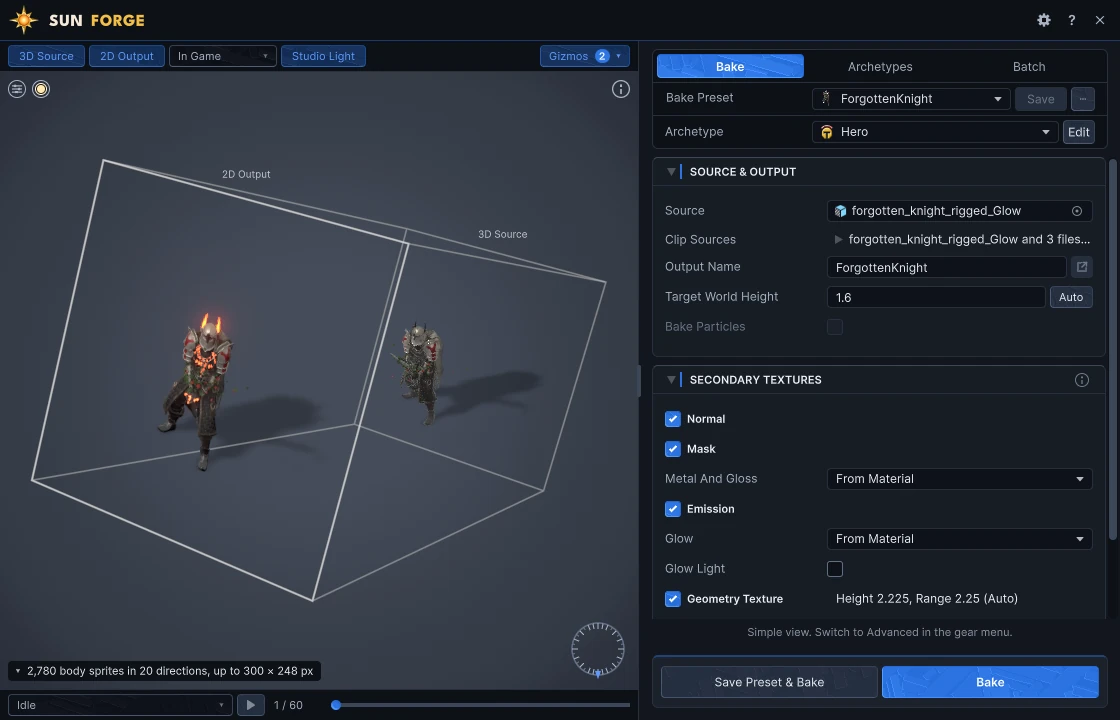 SUN FORGE
3D Source
2D Output
In Game
Studio Light
Gizmos 2
2D Output
3D Source
2,780 body sprites in 20 directions, up to 300 × 248 px
Idle
1 / 60
?
Bake
Archetypes
Batch
Bake Preset
ForgottenKnight
Save
...
Archetype
Hero
Edit
SOURCE & OUTPUT
Source
forgotten_knight_rigged_Glow
Clip Sources
forgotten_knight_rigged_Glow and 3 files...
Output Name
ForgottenKnight
Target World Height
1.6
Auto
Bake Particles
SECONDARY TEXTURES
Normal
Mask
Metal And Gloss
From Material
Emission
Glow
From Material
Glow Light
Geometry Texture
Height 2.225, Range 2.25 (Auto)
Simple view. Switch to Advanced in the gear menu.
Save Preset & Bake
Bake